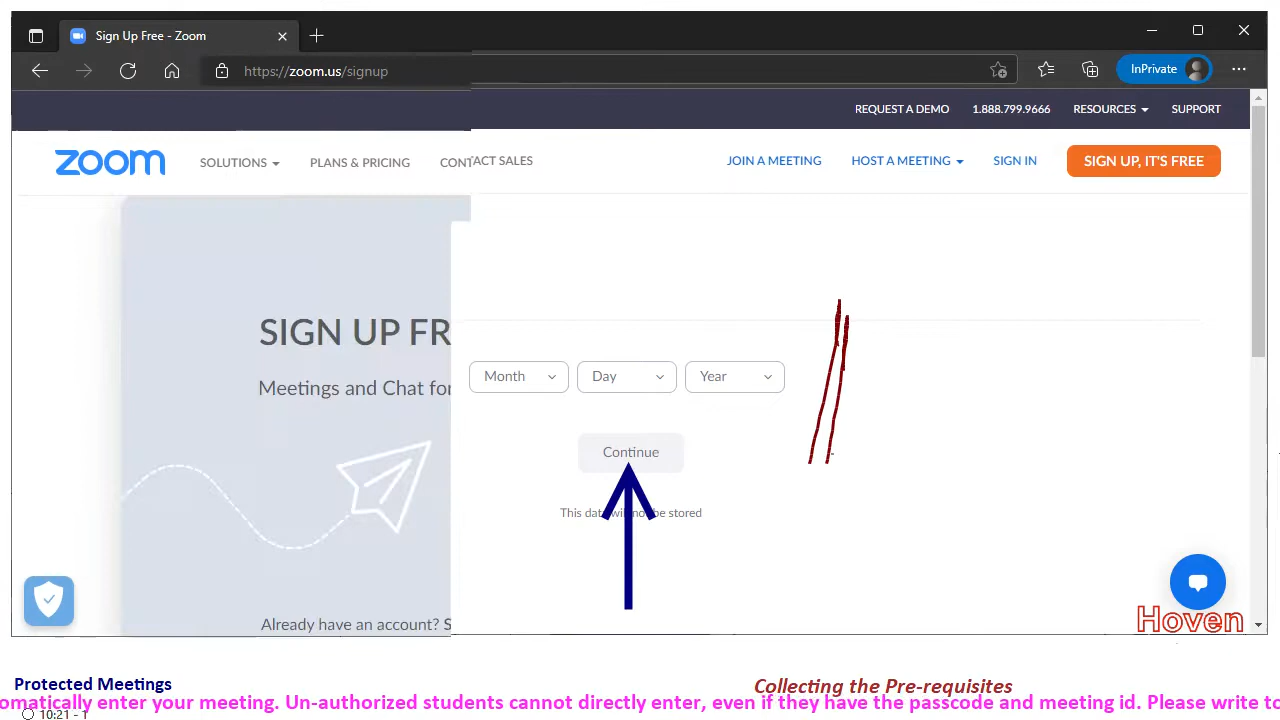 Sign Up Free - Zoom
https://zoom.us/signup
InPrivate
REQUEST A DEMO 1.888.799.9666 RESOURCES SUPPORT
zoom SOLUTIONS PLANS & PRICING CONTACT SALES JOIN A MEETING HOST A MEETING SIGN IN SIGN UP, IT'S FREE
SIGN UP FR
Meetings and Chat for
Month Day Year
Continue
This data will not be stored
Already have an account? S
Hoven
Protected Meetings
Collecting the Pre-requisites
omatically enter your meeting. Un-authorized students cannot directly enter, even if they have the passcode and meeting id. Please write to
10:21 - 1